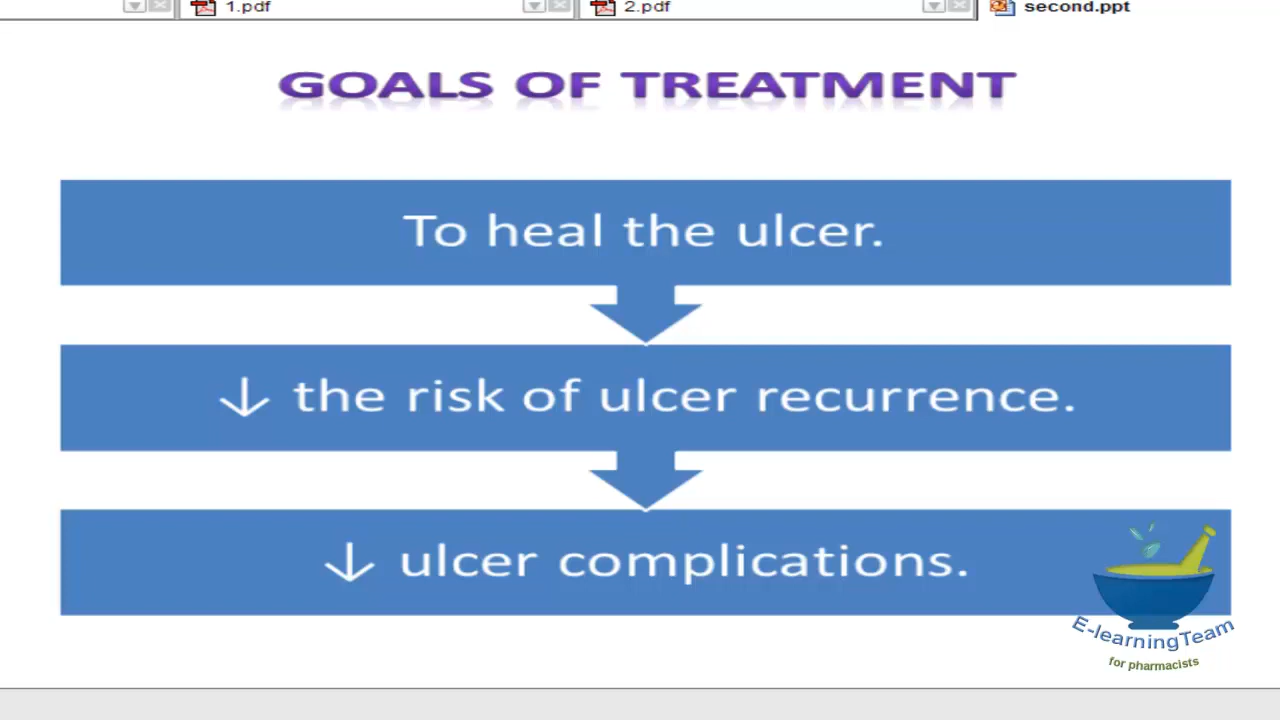 1.pdf
2.pdf
second.ppt
GOALS OF TREATMENT
To heal the ulcer.
↓ the risk of ulcer recurrence.
↓ ulcer complications.
E-learningTeam
for pharmacists